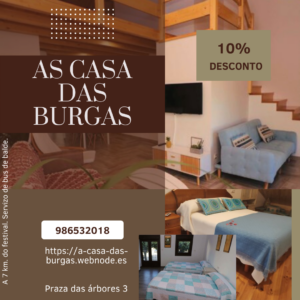 10%
DESCONTO
AS CASA
DAS
BURGAS
A 7 km. do festival. Servizo de bus de balde.
986532018
https://a-casa-das-
burgas.webnode.es
Praza das árbores 3